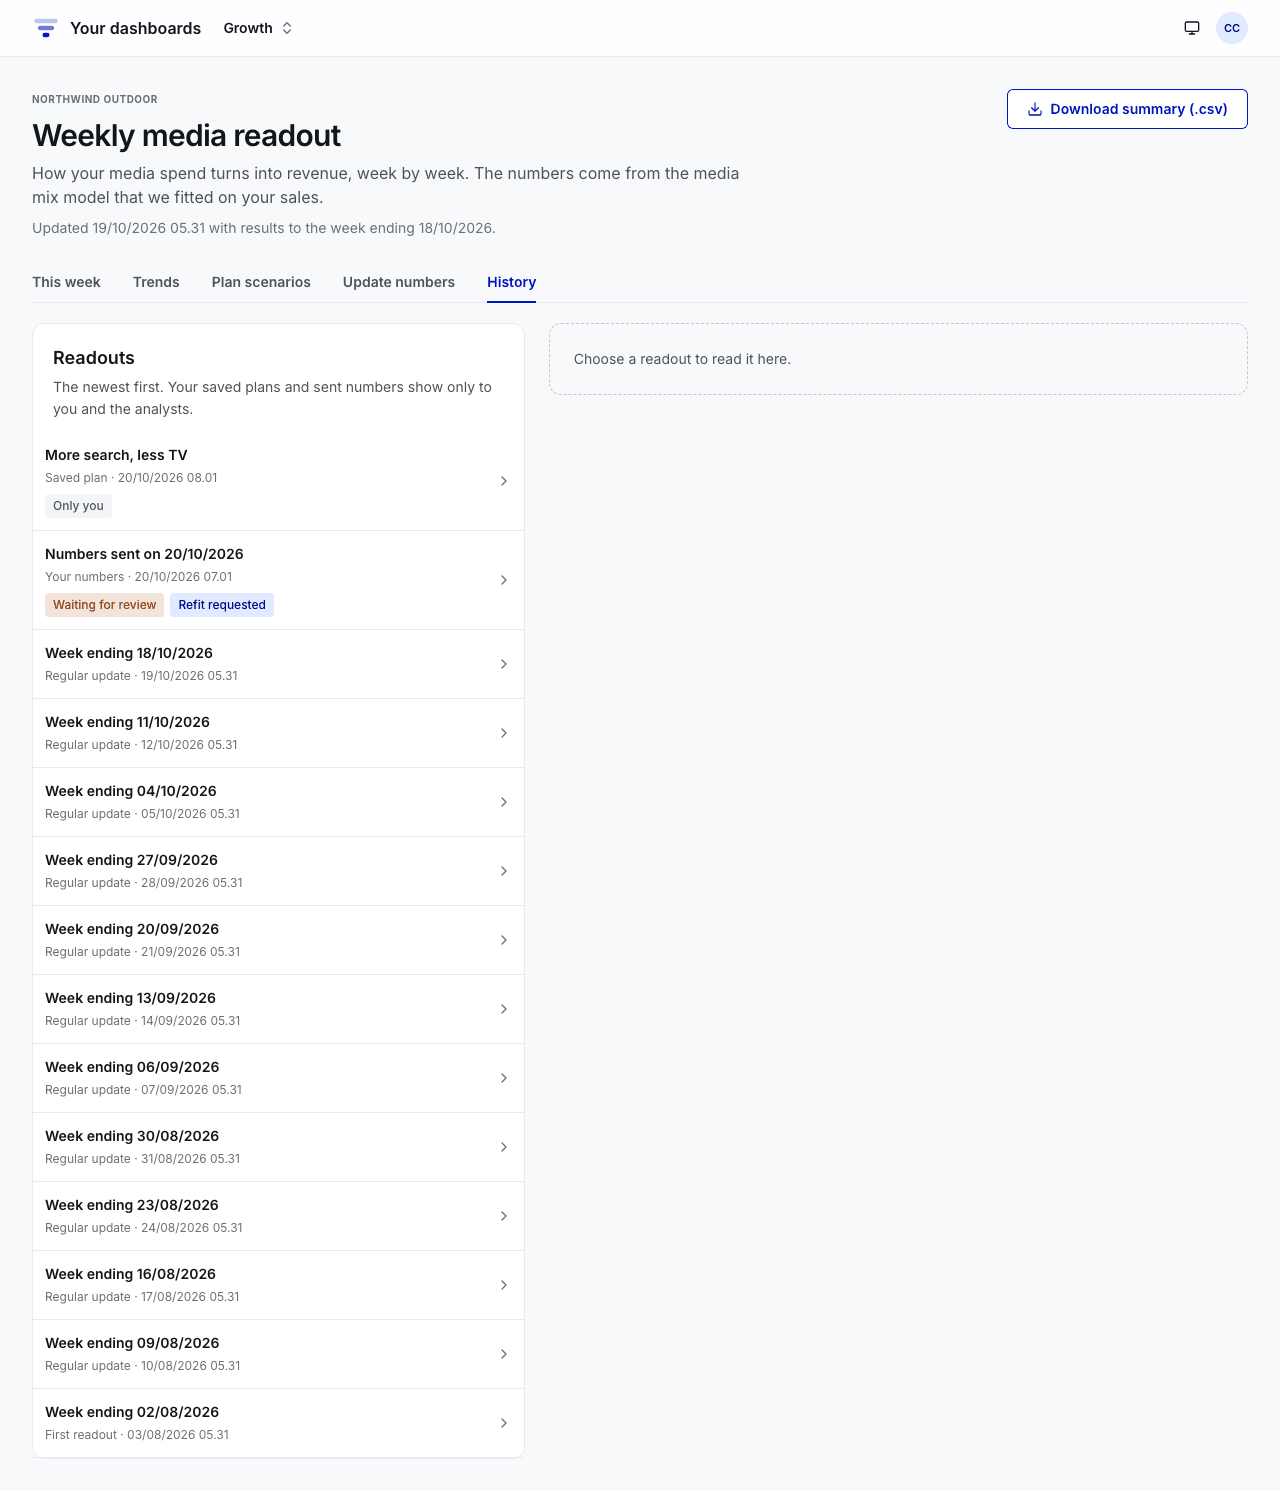 Your dashboards
Growth
CC
NORTHWIND OUTDOOR
Weekly media readout
How your media spend turns into revenue, week by week. The numbers come from the media
mix model that we fitted on your sales.
Updated 19/10/2026 05.31 with results to the week ending 18/10/2026.
Download summary (.csv)
This week
Trends
Plan scenarios
Update numbers
History
Readouts
The newest first. Your saved plans and sent numbers show only to
you and the analysts.
More search, less TV
Saved plan · 20/10/2026 08.01
Only you
Numbers sent on 20/10/2026
Your numbers · 20/10/2026 07.01
Waiting for review
Refit requested
Week ending 18/10/2026
Regular update · 19/10/2026 05.31
Week ending 11/10/2026
Regular update · 12/10/2026 05.31
Week ending 04/10/2026
Regular update · 05/10/2026 05.31
Week ending 27/09/2026
Regular update · 28/09/2026 05.31
Week ending 20/09/2026
Regular update · 21/09/2026 05.31
Week ending 13/09/2026
Regular update · 14/09/2026 05.31
Week ending 06/09/2026
Regular update · 07/09/2026 05.31
Week ending 30/08/2026
Regular update · 31/08/2026 05.31
Week ending 23/08/2026
Regular update · 24/08/2026 05.31
Week ending 16/08/2026
Regular update · 17/08/2026 05.31
Week ending 09/08/2026
Regular update · 10/08/2026 05.31
Week ending 02/08/2026
First readout · 03/08/2026 05.31
Choose a readout to read it here.